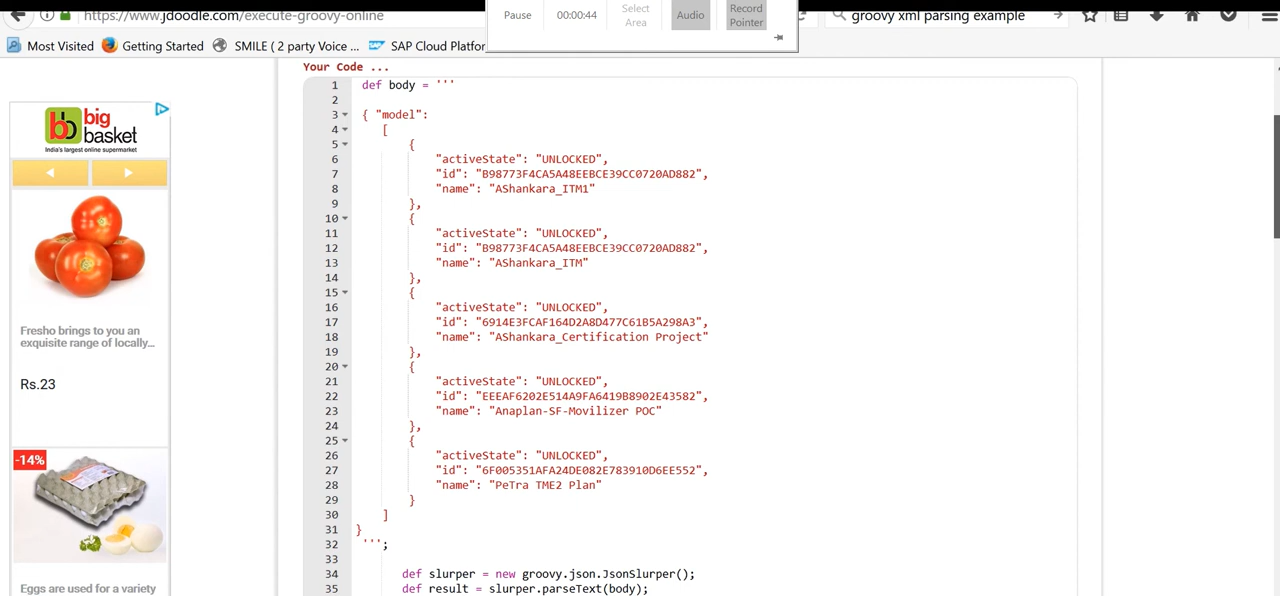 https://www.jdoodle.com/execute-groovy-online
Pause
00:00:44
Select Area
Audio
Record Pointer
groovy xml parsing example
Most Visited
Getting Started
SMILE ( 2 party Voice ...
SAP Cloud Platfor
Your Code ...
1 def body = '''
2
3 { "model":
4 [
5 {
6 "activeState": "UNLOCKED",
7 "id": "B98773F4CA5A48EEBCE39CC0720AD882",
8 "name": "AShankara_ITM1"
9 },
10 {
11 "activeState": "UNLOCKED",
12 "id": "B98773F4CA5A48EEBCE39CC0720AD882",
13 "name": "AShankara_ITM"
14 },
15 {
16 "activeState": "UNLOCKED",
17 "id": "6914E3FCAF164D2A8D477C61B5A298A3",
18 "name": "AShankara_Certification Project"
19 },
20 {
21 "activeState": "UNLOCKED",
22 "id": "EEEAF6202E514A9FA6419B8902E43582",
23 "name": "Anaplan-SF-Movilizer POC"
24 },
25 {
26 "activeState": "UNLOCKED",
27 "id": "6F005351AFA24DE082E783910D6EE552",
28 "name": "PeTra TME2 Plan"
29 }
30 ]
31 }
32 ''';
33
34 def slurper = new groovy.json.JsonSlurper();
35 def result = slurper.parseText(body);
bb big basket
India's largest online supermarket
Fresho brings to you an
exquisite range of locally...
Rs.23
-14%
Eggs are used for a variety